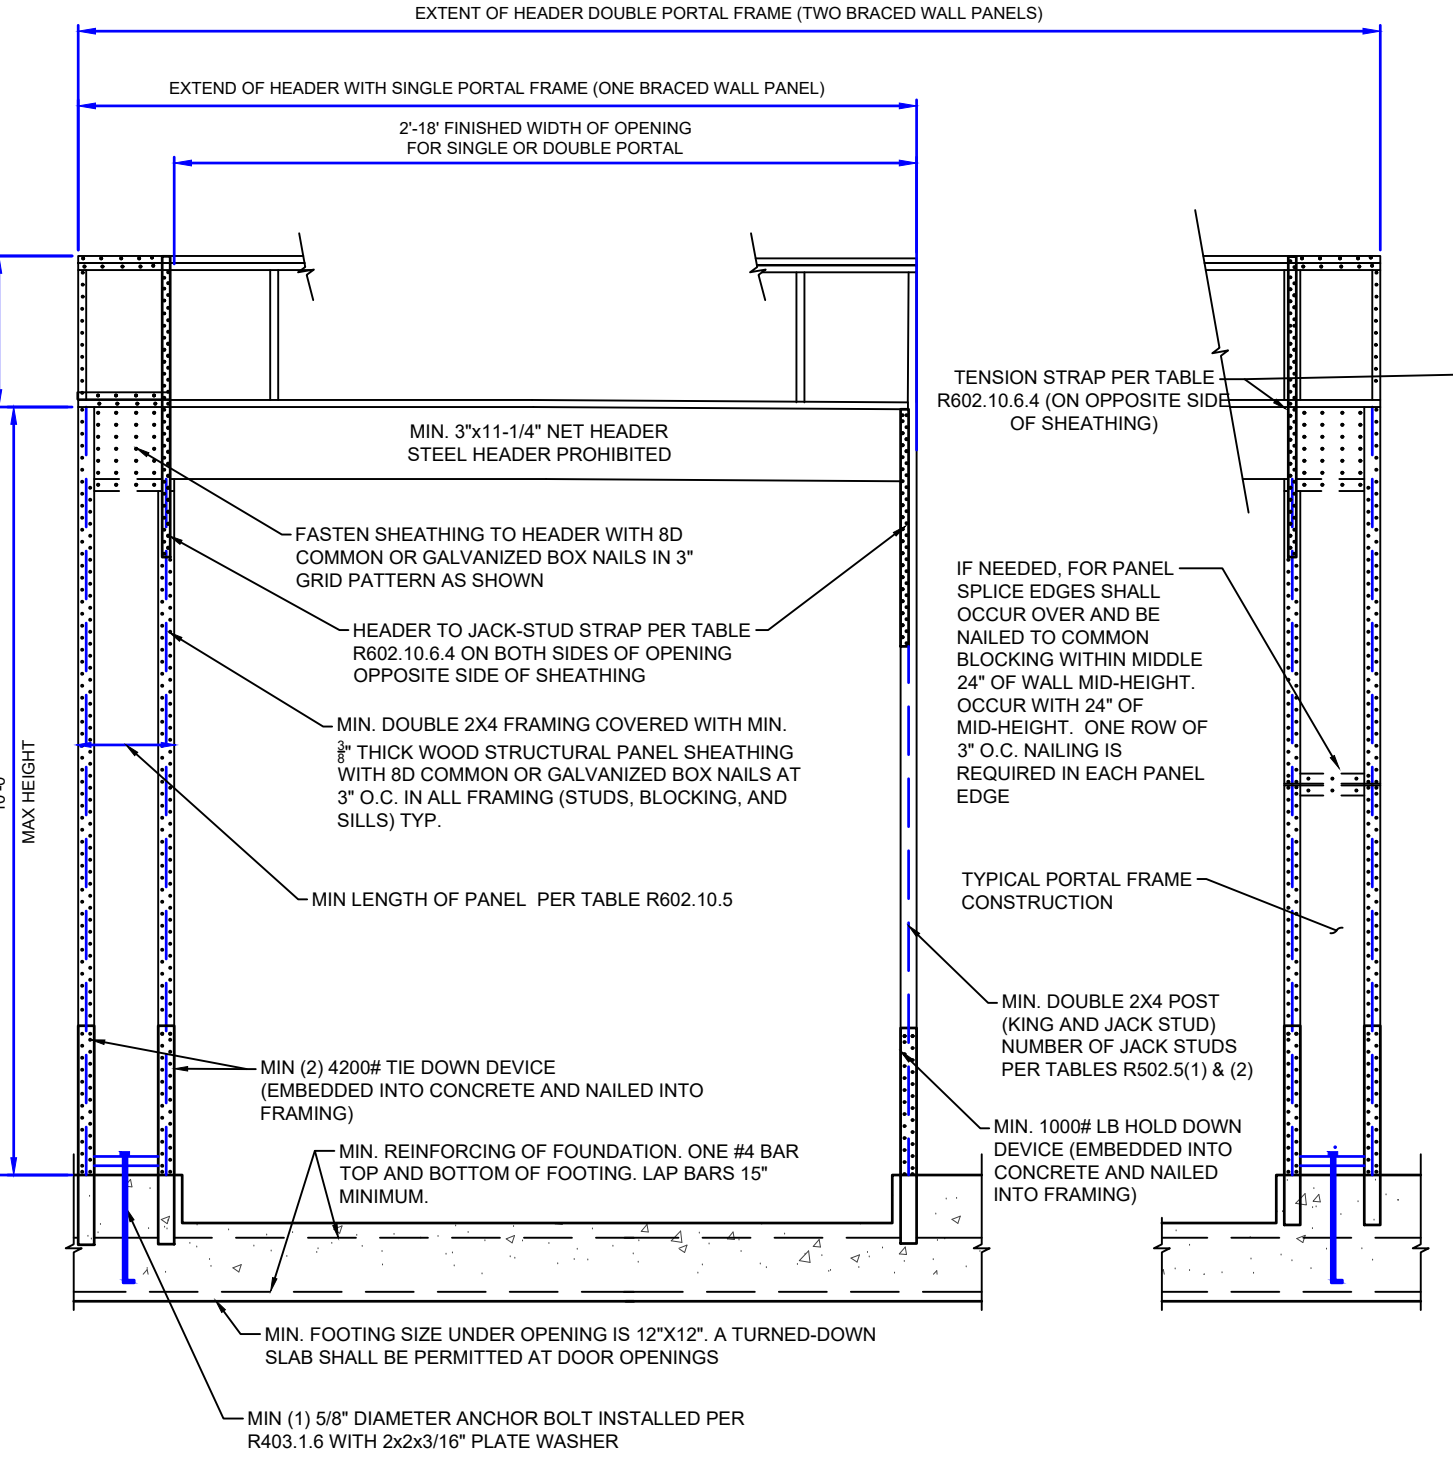 EXTENT OF HEADER DOUBLE PORTAL FRAME (TWO BRACED WALL PANELS)
EXTEND OF HEADER WITH SINGLE PORTAL FRAME (ONE BRACED WALL PANEL)
2'-18' FINISHED WIDTH OF OPENING
FOR SINGLE OR DOUBLE PORTAL
TENSION STRAP PER TABLE
R602.10.6.4 (ON OPPOSITE SIDE
OF SHEATHING)
MIN. 3"x11-1/4" NET HEADER
STEEL HEADER PROHIBITED
FASTEN SHEATHING TO HEADER WITH 8D
COMMON OR GALVANIZED BOX NAILS IN 3"
GRID PATTERN AS SHOWN
IF NEEDED, FOR PANEL
SPLICE EDGES SHALL
OCCUR OVER AND BE
NAILED TO COMMON
BLOCKING WITHIN MIDDLE
24" OF WALL MID-HEIGHT.
OCCUR WITH 24" OF
MID-HEIGHT. ONE ROW OF
3" O.C. NAILING IS
REQUIRED IN EACH PANEL
EDGE
HEADER TO JACK-STUD STRAP PER TABLE
R602.10.6.4 ON BOTH SIDES OF OPENING
OPPOSITE SIDE OF SHEATHING
MIN. DOUBLE 2X4 FRAMING COVERED WITH MIN.
3/8" THICK WOOD STRUCTURAL PANEL SHEATHING
WITH 8D COMMON OR GALVANIZED BOX NAILS AT
3" O.C. IN ALL FRAMING (STUDS, BLOCKING, AND
SILLS) TYP.
MAX HEIGHT
MIN LENGTH OF PANEL PER TABLE R602.10.5
TYPICAL PORTAL FRAME
CONSTRUCTION
MIN. DOUBLE 2X4 POST
(KING AND JACK STUD)
NUMBER OF JACK STUDS
PER TABLES R502.5(1) & (2)
MIN (2) 4200# TIE DOWN DEVICE
(EMBEDDED INTO CONCRETE AND NAILED INTO
FRAMING)
MIN. 1000# LB HOLD DOWN
DEVICE (EMBEDDED INTO
CONCRETE AND NAILED
INTO FRAMING)
MIN. REINFORCING OF FOUNDATION. ONE #4 BAR
TOP AND BOTTOM OF FOOTING. LAP BARS 15"
MINIMUM.
MIN. FOOTING SIZE UNDER OPENING IS 12"X12". A TURNED-DOWN
SLAB SHALL BE PERMITTED AT DOOR OPENINGS
MIN (1) 5/8" DIAMETER ANCHOR BOLT INSTALLED PER
R403.1.6 WITH 2x2x3/16" PLATE WASHER